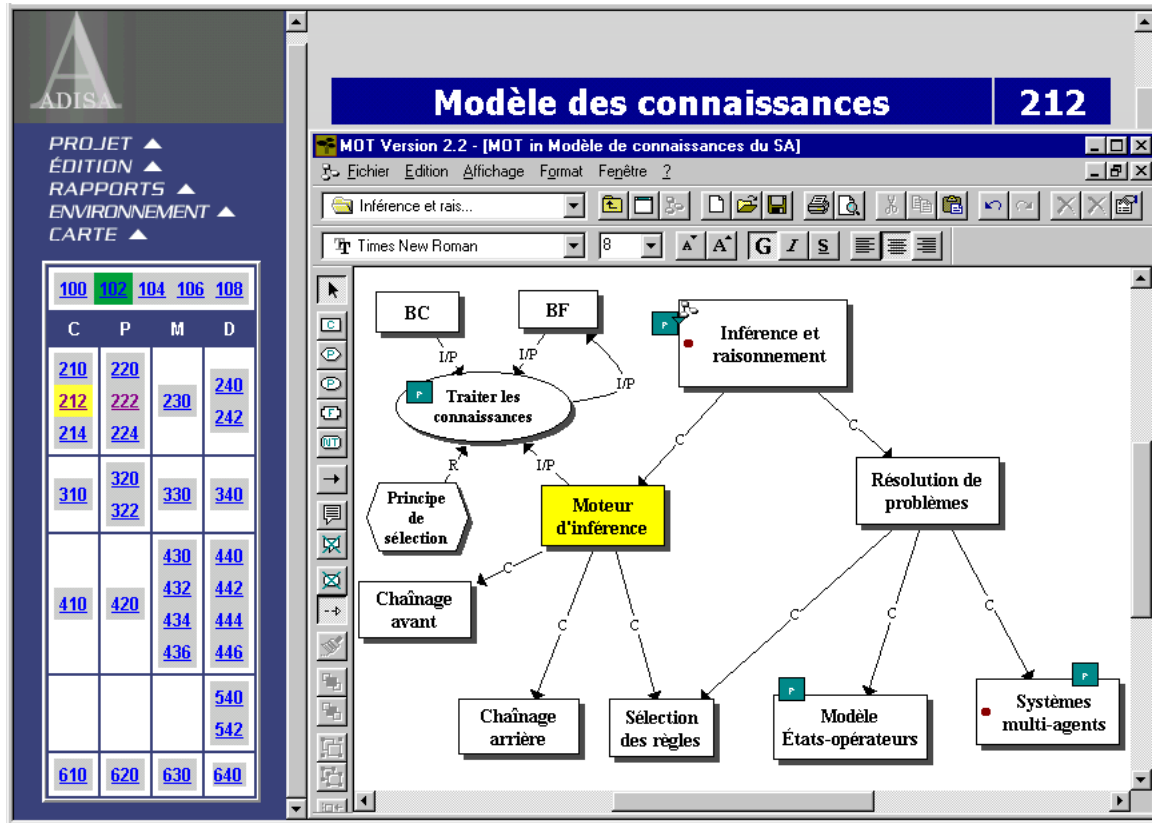 A
ADISA
PROJET
ÉDITION
RAPPORTS
ENVIRONNEMENT
CARTE
100 102 104 106 108
C P M D
210 220
212 222 230 240
214 224 242
310 320 330 340
322
430 440
410 420 432 442
434 444
436 446
540
542
610 620 630 640
Modèle des connaissances 212
MOT Version 2.2 - [MOT in Modèle de connaissances du SA]
Fichier Edition Affichage Format Fenêtre ?
Inférence et rais...
Times New Roman 8 A A G I S
C
P
P
F
NT
BC
BF
P
Inférence et
raisonnement
I/P
I/P
I/P
P
Traiter les
connaissances
C
C
R
I/P
Principe
de
sélection
Moteur
d'inférence
Résolution de
problèmes
C
Chaînage
avant
C
C
C
C
C
Chaînage
arrière
Sélection
des règles
P
Modèle
États-opérateurs
P
Systèmes
multi-agents